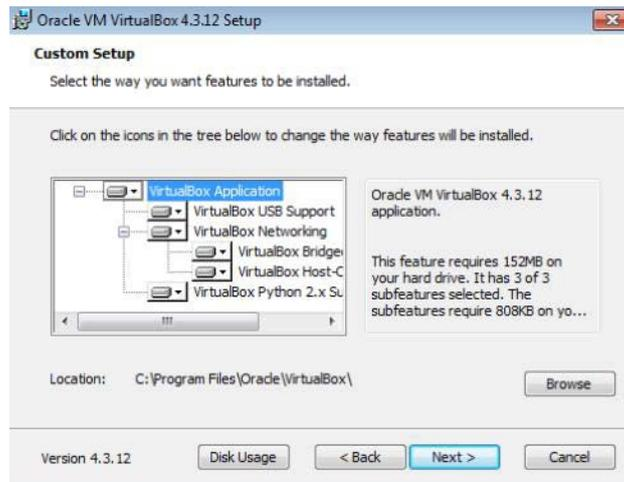 Oracle VM VirtualBox 4.3.12 Setup
Custom Setup
Select the way you want features to be installed.
Click on the icons in the tree below to change the way features will be installed.
VirtualBox Application
VirtualBox USB Support
VirtualBox Networking
VirtualBox Bridge
VirtualBox Host-C
VirtualBox Python 2.x Su
Oracle VM VirtualBox 4.3.12
application.
This feature requires 152MB on
your hard drive. It has 3 of 3
subfeatures selected. The
subfeatures require 808KB on yo...
Location: C:\Program Files\Oracle\VirtualBox\
Browse
Version 4.3.12
Disk Usage
< Back
Next >
Cancel